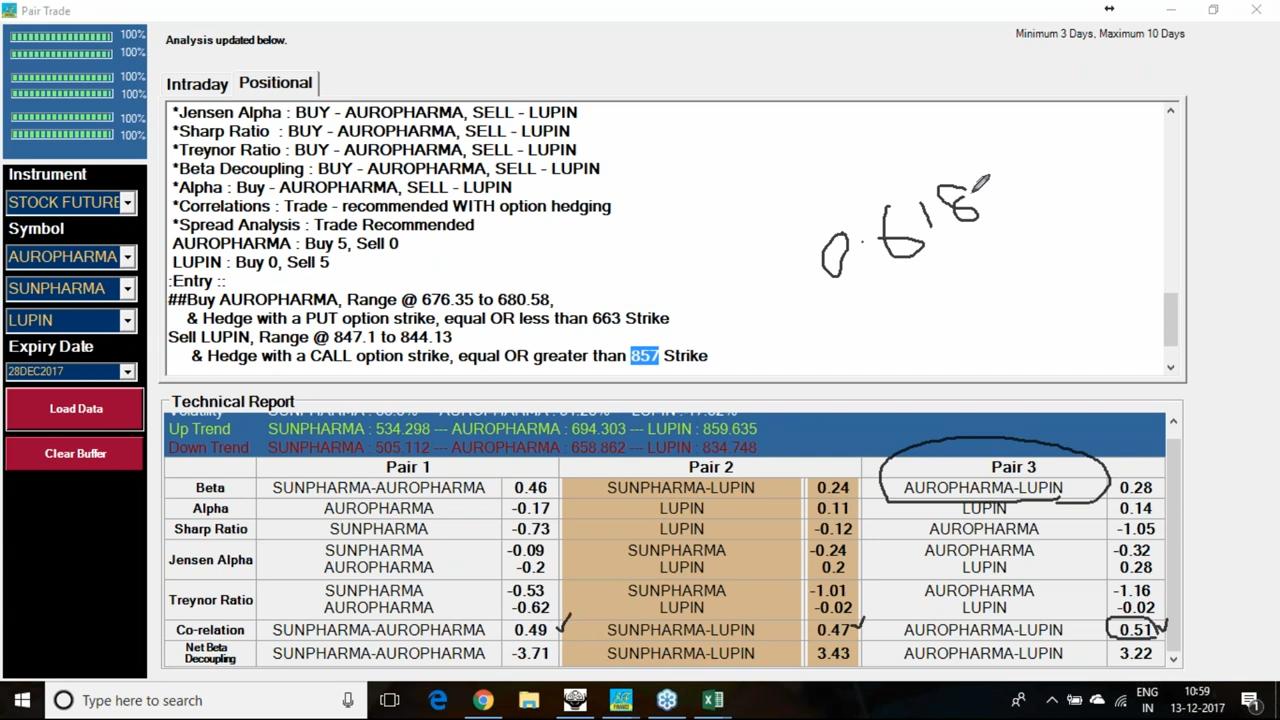 Pair Trade
100%
100%
100%
100%
100%
100%
Analysis updated below.
Minimum 3 Days, Maximum 10 Days
Intraday Positional
*Jensen Alpha : BUY - AUROPHARMA, SELL - LUPIN
*Sharp Ratio : BUY - AUROPHARMA, SELL - LUPIN
*Treynor Ratio : BUY - AUROPHARMA, SELL - LUPIN
*Beta Decoupling : BUY - AUROPHARMA, SELL - LUPIN
*Alpha : Buy - AUROPHARMA, SELL - LUPIN
*Correlations : Trade - recommended WITH option hedging
*Spread Analysis : Trade Recommended
AUROPHARMA : Buy 5, Sell 0
LUPIN : Buy 0, Sell 5
:Entry ::
##Buy AUROPHARMA, Range @ 676.35 to 680.58,
& Hedge with a PUT option strike, equal OR less than 663 Strike
Sell LUPIN, Range @ 847.1 to 844.13
& Hedge with a CALL option strike, equal OR greater than 857 Strike
0.618
Instrument
STOCK FUTURE
Symbol
AUROPHARMA
SUNPHARMA
LUPIN
Expiry Date
28DEC2017
Load Data
Clear Buffer
Technical Report
Up Trend SUNPHARMA : 534.298 --- AUROPHARMA : 694.303 --- LUPIN : 859.635
Down Trend SUNPHARMA : 505.112 --- AUROPHARMA : 658.862 --- LUPIN : 834.748
Pair 1 Pair 2 Pair 3
Beta SUNPHARMA-AUROPHARMA 0.46 SUNPHARMA-LUPIN 0.24 AUROPHARMA-LUPIN 0.28
Alpha AUROPHARMA -0.17 LUPIN 0.11 LUPIN 0.14
Sharp Ratio SUNPHARMA -0.73 LUPIN -0.12 AUROPHARMA -1.05
Jensen Alpha SUNPHARMA -0.09 SUNPHARMA -0.24 AUROPHARMA -0.32
AUROPHARMA -0.2 LUPIN 0.2 LUPIN 0.28
Treynor Ratio SUNPHARMA -0.53 SUNPHARMA -1.01 AUROPHARMA -1.16
AUROPHARMA -0.62 LUPIN -0.02 LUPIN -0.02
Co-relation SUNPHARMA-AUROPHARMA 0.49 SUNPHARMA-LUPIN 0.47 AUROPHARMA-LUPIN 0.51
Net Beta Decoupling SUNPHARMA-AUROPHARMA -3.71 SUNPHARMA-LUPIN 3.43 AUROPHARMA-LUPIN 3.22
Type here to search
ENG
IN
10:59
13-12-2017